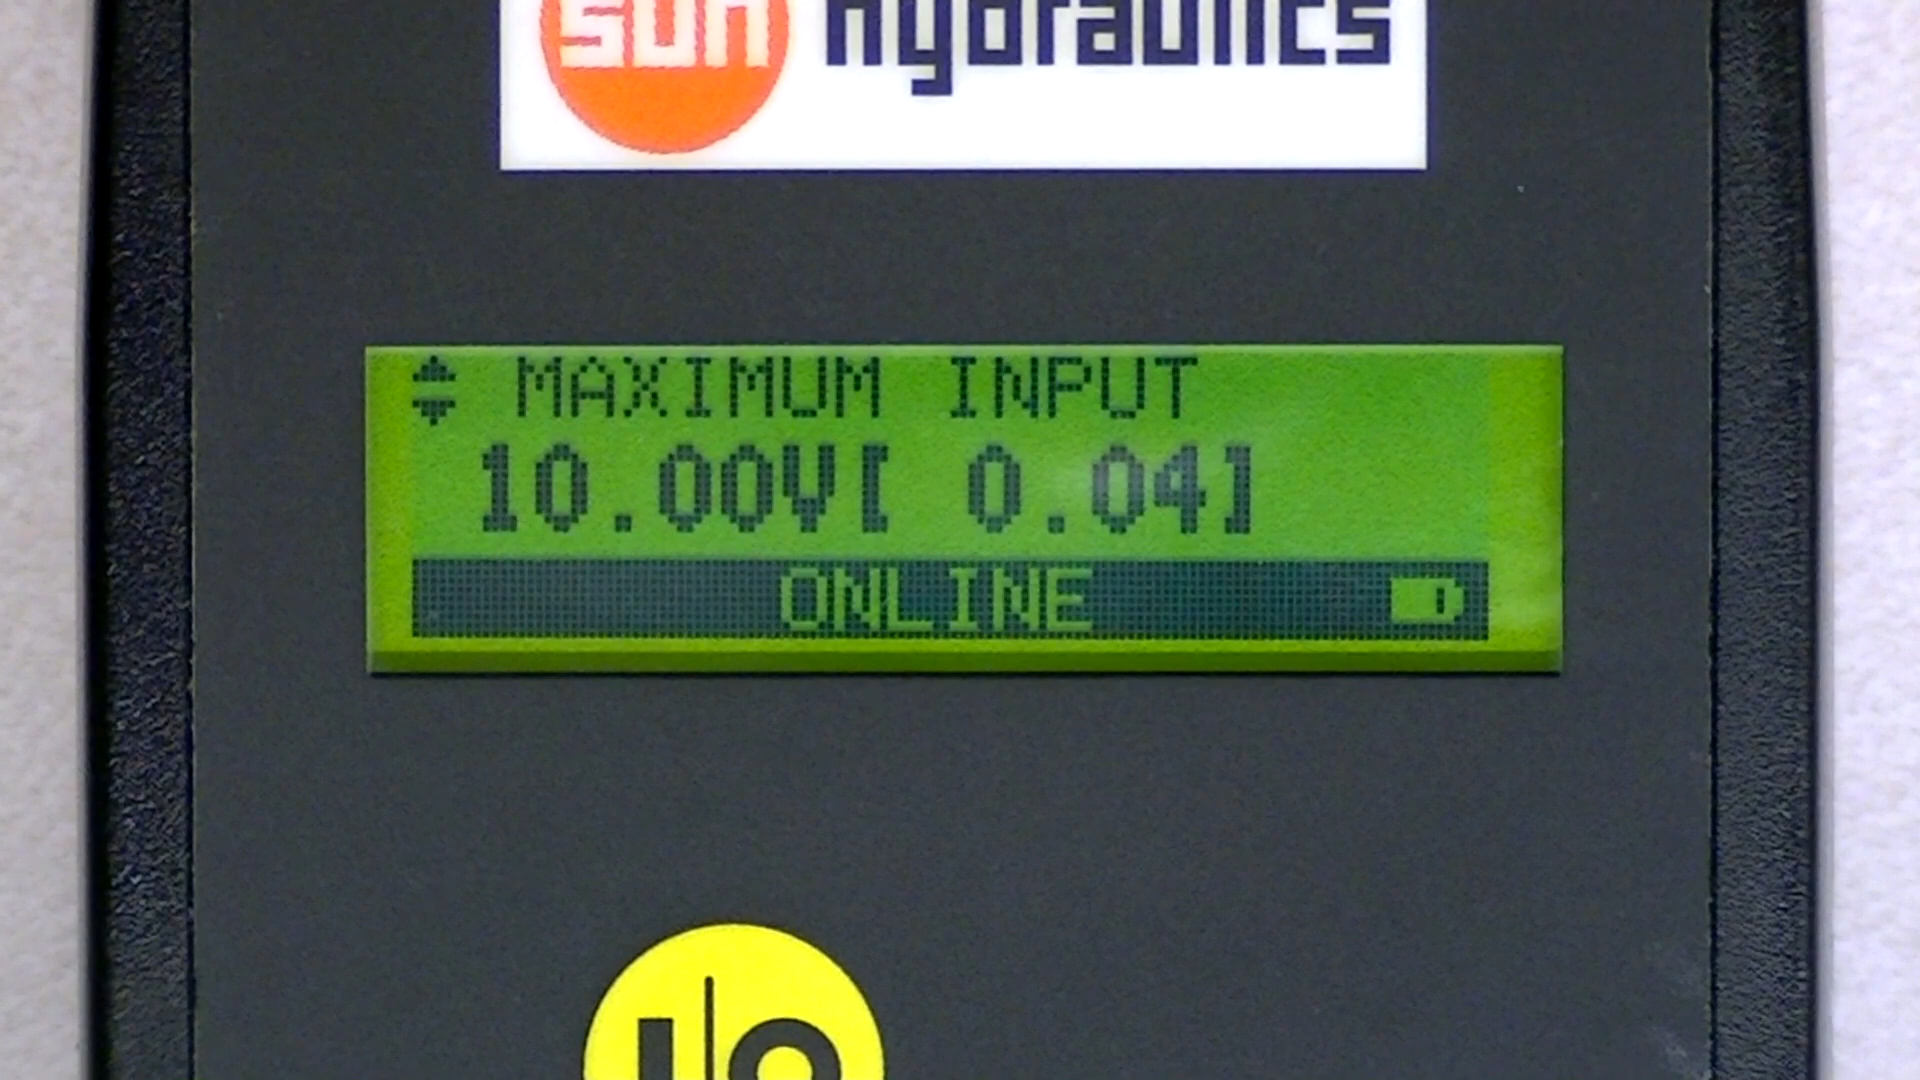 sun hydraulics
MAXIMUM INPUT
10.00V[ 0.04]
ONLINE
I|O